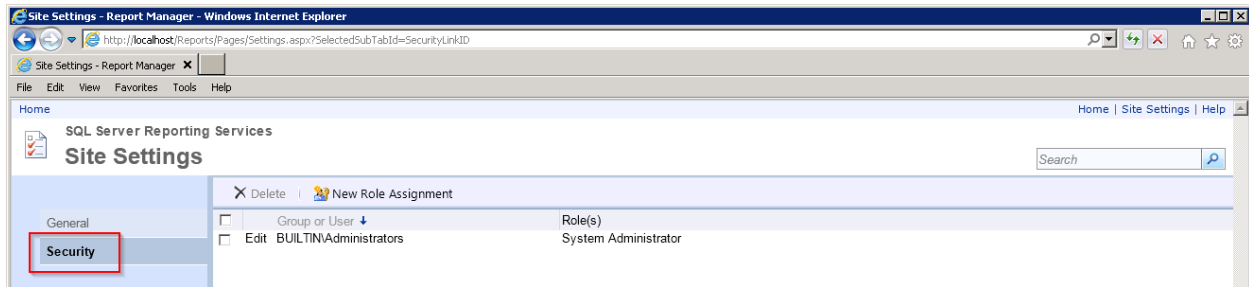 Site Settings - Report Manager - Windows Internet Explorer
http://localhost/Reports/Pages/Settings.aspx?SelectedSubTabId=SecurityLinkID
Site Settings - Report Manager
File Edit View Favorites Tools Help
Home
Home | Site Settings | Help
SQL Server Reporting Services
Site Settings
Search
Delete | New Role Assignment
General
Security
Group or User Role(s)
Edit BUILTIN\Administrators System Administrator